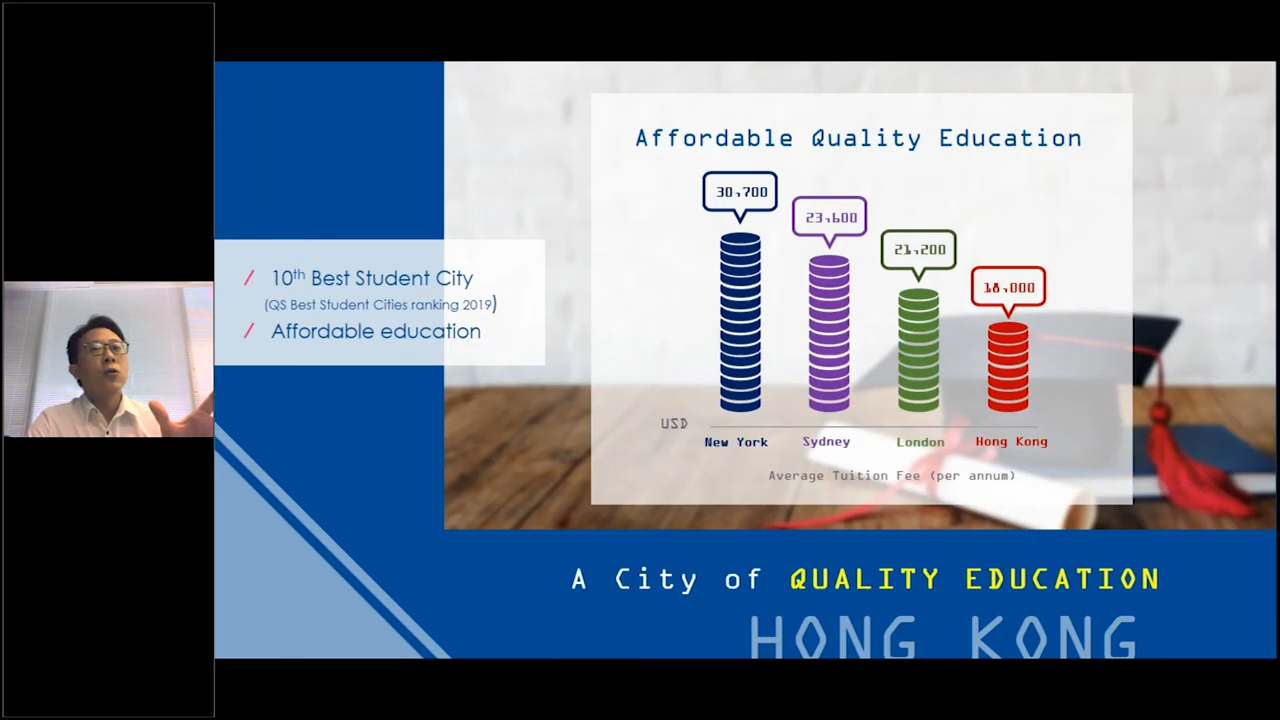 10th Best Student City
(QS Best Student Cities ranking 2019)
Affordable education
Affordable Quality Education
30,700
23,600
21,200
18,000
USD
New York Sydney London Hong Kong
Average Tuition Fee (per annum)
A City of QUALITY EDUCATION
HONG KONG